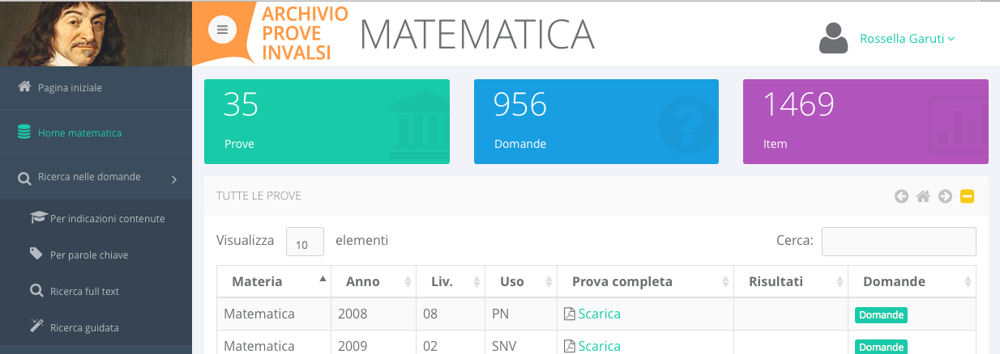 ARCHIVIO
PROVE
INVALSI
MATEMATICA
Rossella Garuti
Pagina iniziale
Home matematica
Ricerca nelle domande
Per indicazioni contenute
Per parole chiave
Ricerca full text
Ricerca guidata
35
Prove
956
Domande
1469
Item
TUTTE LE PROVE
Visualizza 10 elementi
Cerca:
Materia Anno Liv. Uso Prova completa Risultati Domande
Matematica 2008 08 PN Scarica Domande
Matematica 2009 02 SNV Scarica Domande